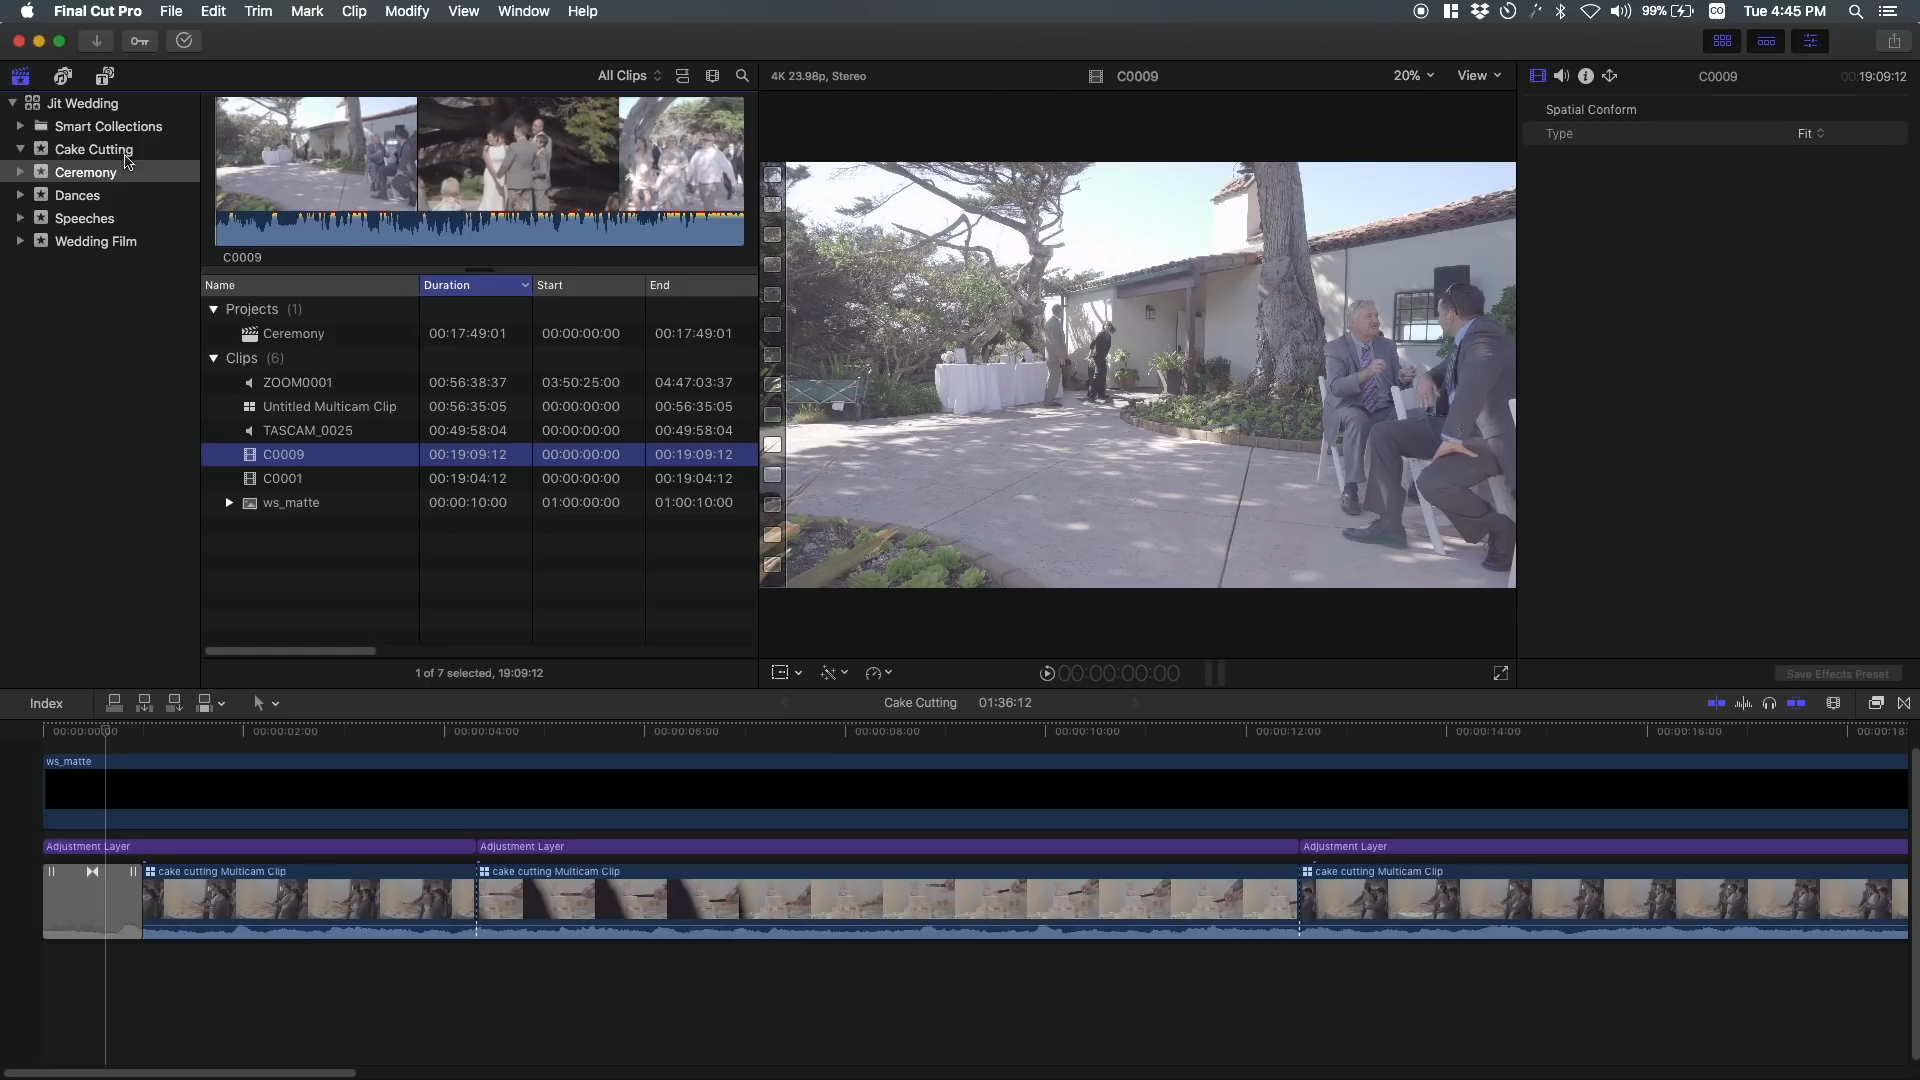 Final Cut Pro File Edit Trim Mark Clip Modify View Window Help 99% Tue 4:45 PM
All Clips
4K 23.98p, Stereo C0009 20% View
C0009 00:19:09:12
Jit Wedding
Smart Collections
Cake Cutting
Ceremony
Dances
Speeches
Wedding Film
Spatial Conform
Type Fit
C0009
Name Duration Start End
Projects (1)
Ceremony 00:17:49:01 00:00:00:00 00:17:49:01
Clips (6)
ZOOM0001 00:56:38:37 03:50:25:00 04:47:03:37
Untitled Multicam Clip 00:56:35:05 00:00:00:00 00:56:35:05
TASCAM_0025 00:49:58:04 00:00:00:00 00:49:58:04
C0009 00:19:09:12 00:00:00:00 00:19:09:12
C0001 00:19:04:12 00:00:00:00 00:19:04:12
ws_matte 00:00:10:00 01:00:00:00 01:00:10:00
1 of 7 selected, 19:09:12
00:00:00:00
Save Effects Preset
Index
Cake Cutting 01:36:12
00:00:00:00 00:00:02:00 00:00:04:00 00:00:06:00 00:00:08:00 00:00:10:00 00:00:12:00 00:00:14:00 00:00:16:00 00:00:18:
ws_matte
Adjustment Layer Adjustment Layer Adjustment Layer
cake cutting Multicam Clip cake cutting Multicam Clip cake cutting Multicam Clip